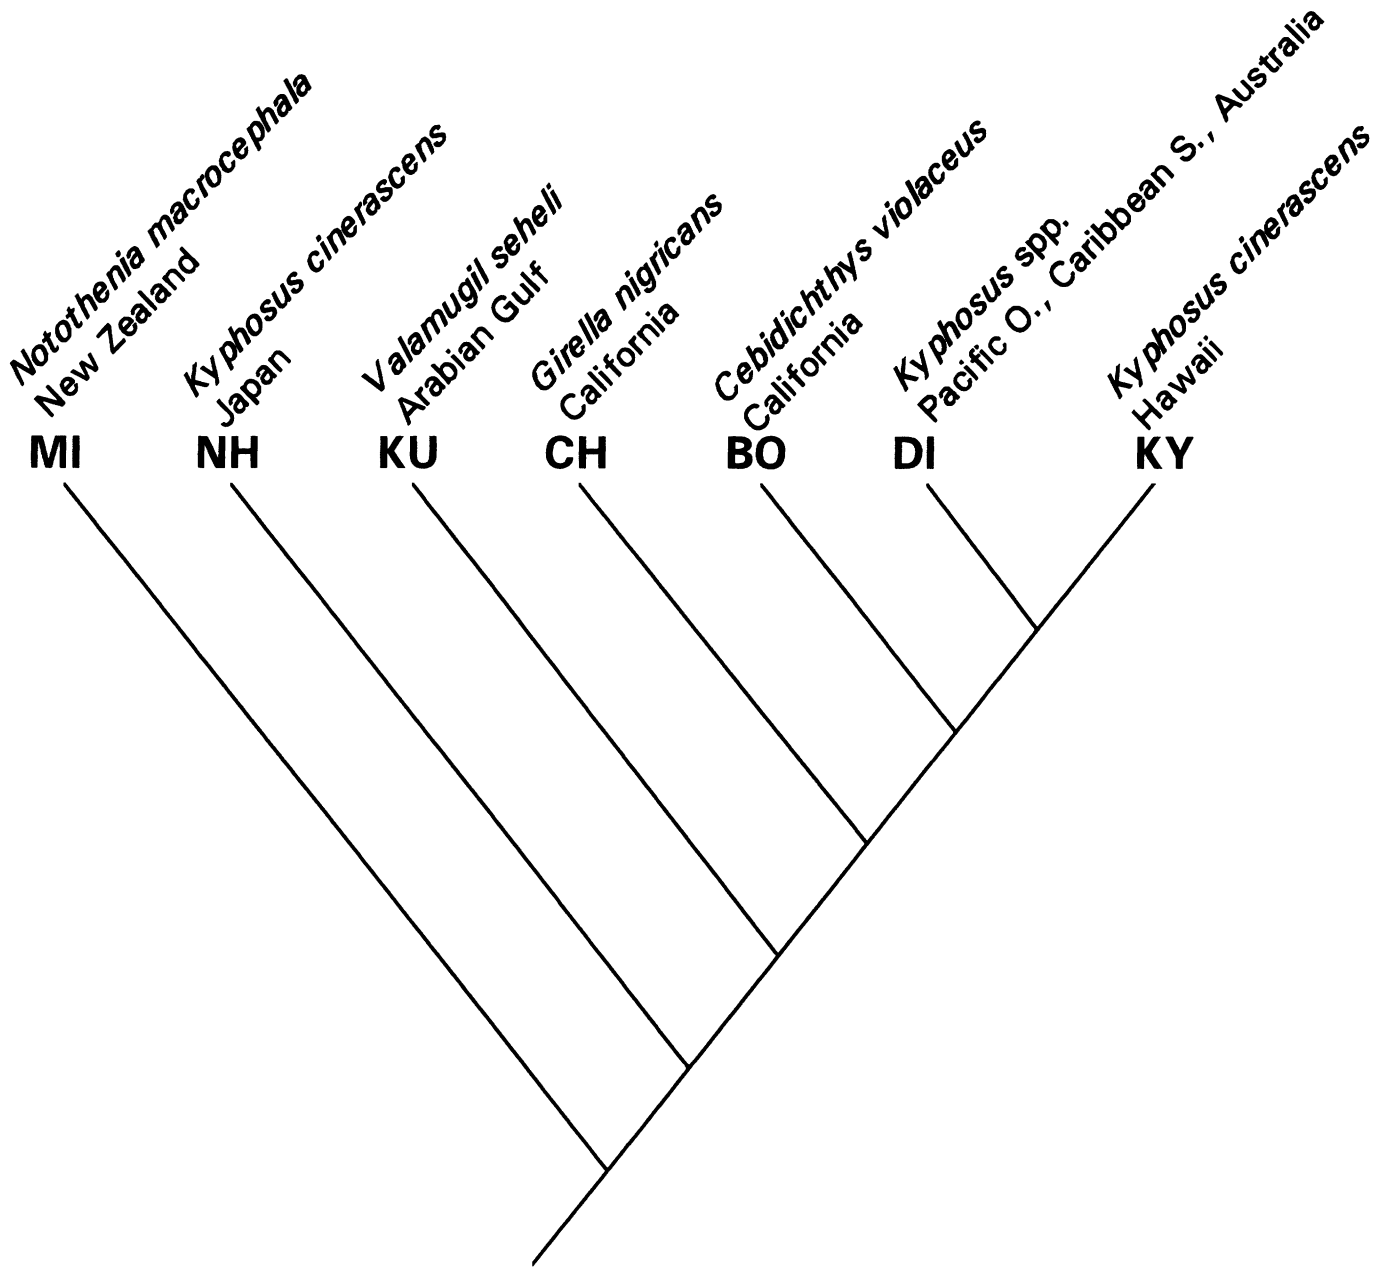 Notothenia macrocephala
New Zealand
MI
Kyphosus cinerascens
Japan
NH
Valamugil seheli
Arabian Gulf
KU
Girella nigricans
California
CH
Cebidichthys violaceus
California
BO
Kyphosus spp.
Pacific O., Caribbean S., Australia
DI
Kyphosus cinerascens
Hawaii
KY